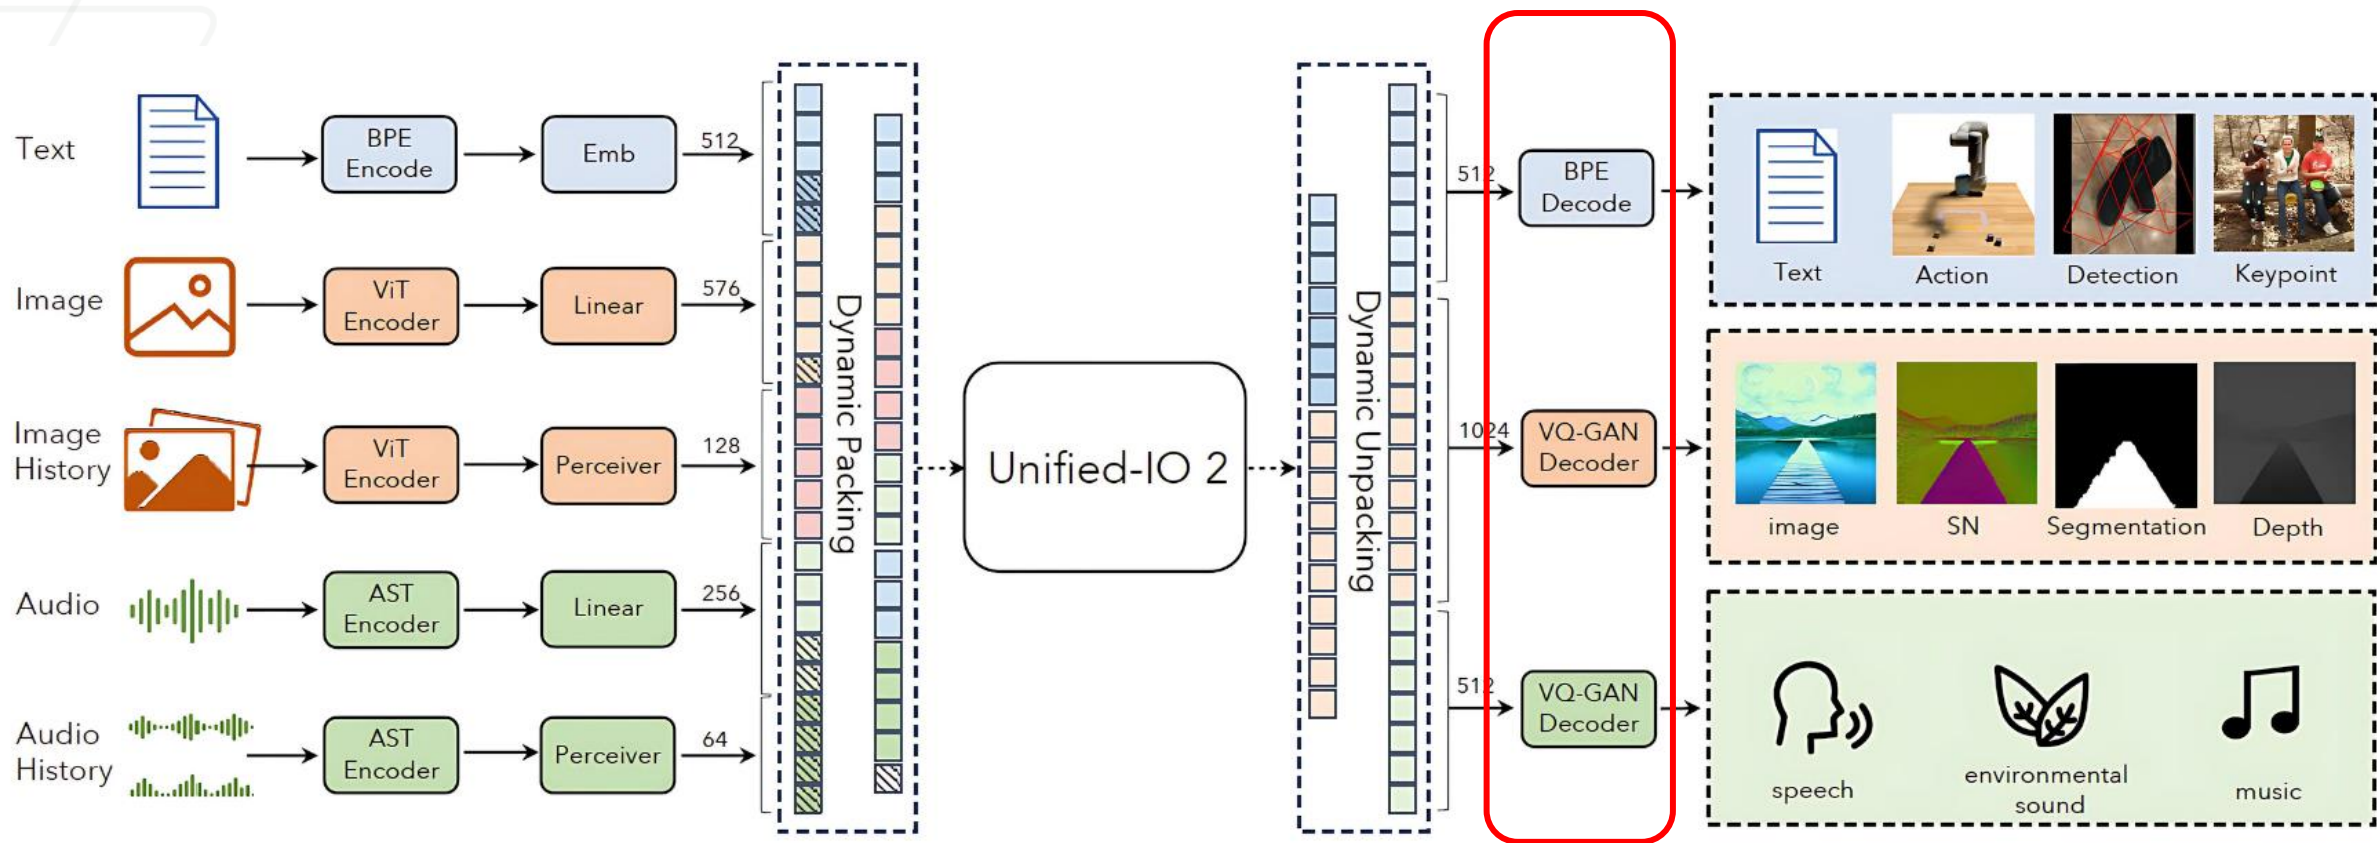 Text
BPE
Encode
Emb
512
Image
ViT
Encoder
Linear
576
Image
History
ViT
Encoder
Perceiver
128
Audio
AST
Encoder
Linear
256
Audio
History
AST
Encoder
Perceiver
64
Dynamic Packing
Unified-IO 2
Dynamic Unpacking
512
BPE
Decode
Text
Action
Detection
Keypoint
1024
VQ-GAN
Decoder
image
SN
Segmentation
Depth
512
VQ-GAN
Decoder
speech
environmental
sound
music